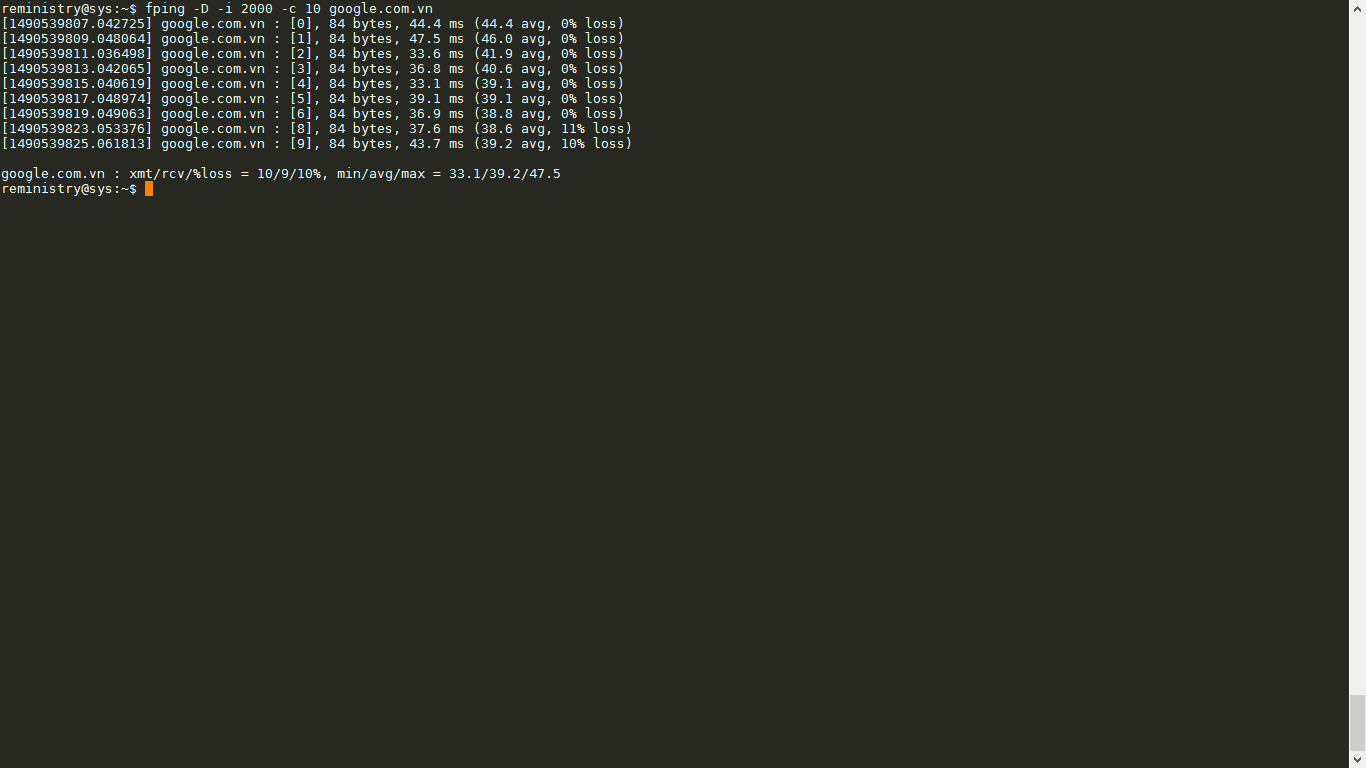 reministry@sys:~$ fping -D -i 2000 -c 10 google.com.vn
[1490539807.042725] google.com.vn : [0], 84 bytes, 44.4 ms (44.4 avg, 0% loss)
[1490539809.048064] google.com.vn : [1], 84 bytes, 47.5 ms (46.0 avg, 0% loss)
[1490539811.036498] google.com.vn : [2], 84 bytes, 33.6 ms (41.9 avg, 0% loss)
[1490539813.042065] google.com.vn : [3], 84 bytes, 36.8 ms (40.6 avg, 0% loss)
[1490539815.040619] google.com.vn : [4], 84 bytes, 33.1 ms (39.1 avg, 0% loss)
[1490539817.048974] google.com.vn : [5], 84 bytes, 39.1 ms (39.1 avg, 0% loss)
[1490539819.049063] google.com.vn : [6], 84 bytes, 36.9 ms (38.8 avg, 0% loss)
[1490539823.053376] google.com.vn : [8], 84 bytes, 37.6 ms (38.6 avg, 11% loss)
[1490539825.061813] google.com.vn : [9], 84 bytes, 43.7 ms (39.2 avg, 10% loss)
google.com.vn : xmt/rcv/%loss = 10/9/10%, min/avg/max = 33.1/39.2/47.5
reministry@sys:~$